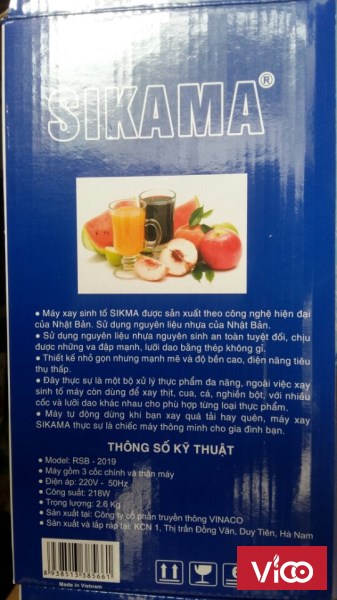 SIKAMA®
• Máy xay sinh tố SIKMA được sản xuất theo công nghệ hiện đại
của Nhật Bản. Sử dụng nguyên liệu nhựa của Nhật Bản.
• Sử dụng nguyên liệu nhựa nguyên sinh an toàn tuyệt đối, chịu
được những va đập mạnh, lưỡi dao bằng thép không gỉ.
• Thiết kế nhỏ gọn nhưng mạnh mẽ và độ bền cao, điện năng tiêu
thụ thấp.
• Đây thực sự là một bộ xử lý thực phẩm đa năng, ngoài việc xay
sinh tố máy còn dùng để xay thịt, cua, cá, nghiền bột, với nhiều
cốc và lưỡi dao khác nhau cho phù hợp từng loại thực phẩm.
• Máy tự động dừng khi bạn xay quá tải hay quên, máy xay
SIKAMA thực sự là chiếc máy thông minh cho gia đình bạn.
THÔNG SỐ KỸ THUẬT
• Model: RSB - 2019
• Máy gồm 3 cốc chính và thân máy
• Điện áp: 220V - 50Hz
• Công suất: 218W
• Trọng lượng: 2.6 Kg
• Sản xuất tại: Công ty cổ phần truyền thông VINACO
• Sản xuất và lắp ráp tại: KCN 1, Thị trấn Đồng Văn, Duy Tiên, Hà Nam
8 938513 385661
Made in Vietnam
Vioo